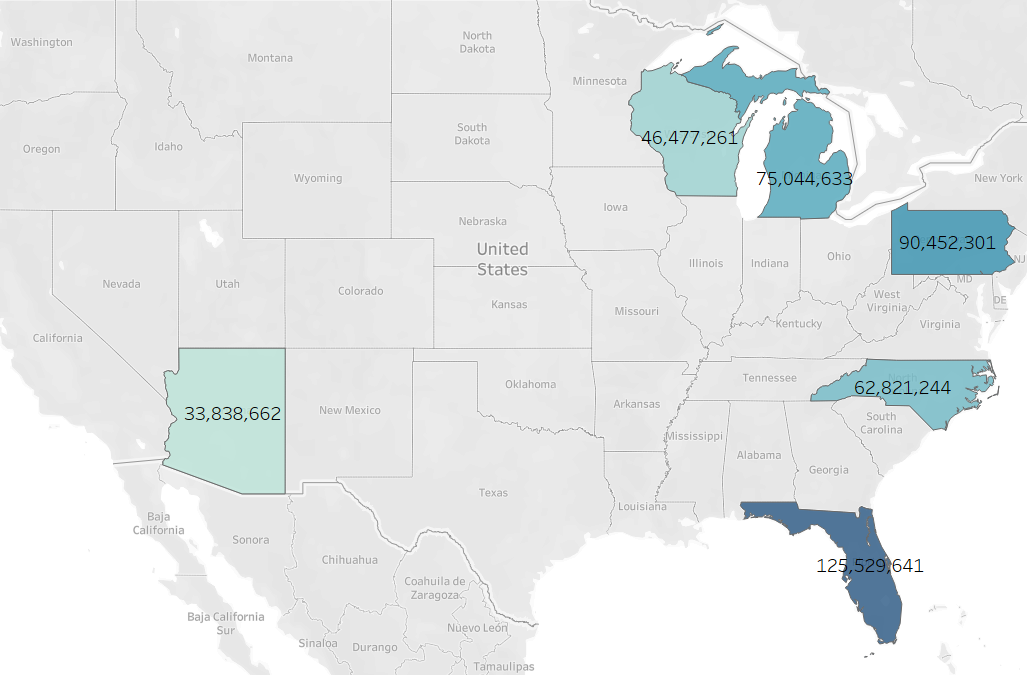 Washington
Montana
North
Dakota
Minnesota
Oregon
Idaho
South
Dakota
Wyoming
46,477,261
75,044,633
New York
Iowa
Nebraska
United
States
90,452,301
Nevada
Utah
Colorado
Kansas
Illinois
Indiana
Ohio
NJ
MD
DE
West
Virginia
Missouri
Kentucky
Virginia
California
33,838,662
New Mexico
Oklahoma
Arkansas
Tennessee
North
62,821,244
South
Carolina
Mississippi
Alabama
Georgia
Texas
Louisiana
Baja
California
Sonora
Chihuahua
Coahuila de
Zaragoza
125,529,641
Baja California
Sur
Sinaloa
Durango
Nuevo León
Tamaulipas